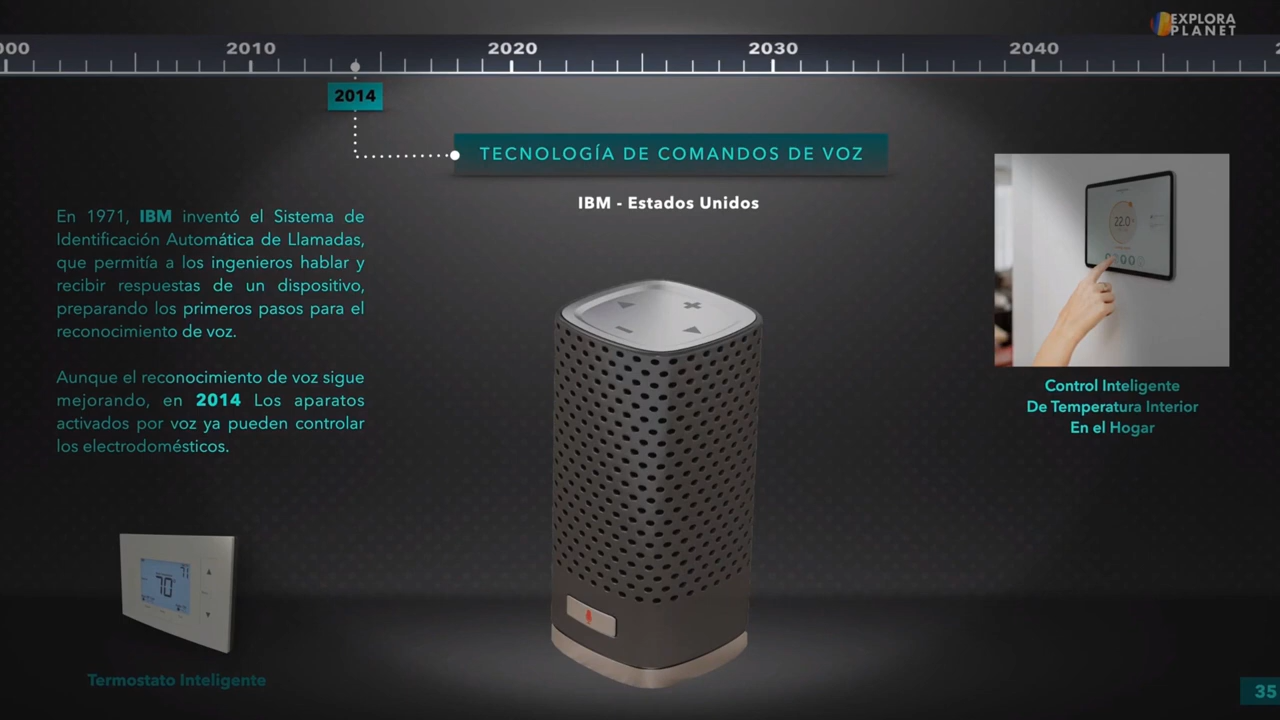 EXPLORA
PLANET
2010
2020
2030
2040
2014
TECNOLOGÍA DE COMANDOS DE VOZ
IBM - Estados Unidos
En 1971, IBM inventó el Sistema de
Identificación Automática de Llamadas,
que permitía a los ingenieros hablar y
recibir respuestas de un dispositivo,
preparando los primeros pasos para el
reconocimiento de voz.
Aunque el reconocimiento de voz sigue
mejorando, en 2014 Los aparatos
activados por voz ya pueden controlar
los electrodomésticos.
22.0
Control Inteligente
De Temperatura Interior
En el Hogar
71
70
Termostato Inteligente
35